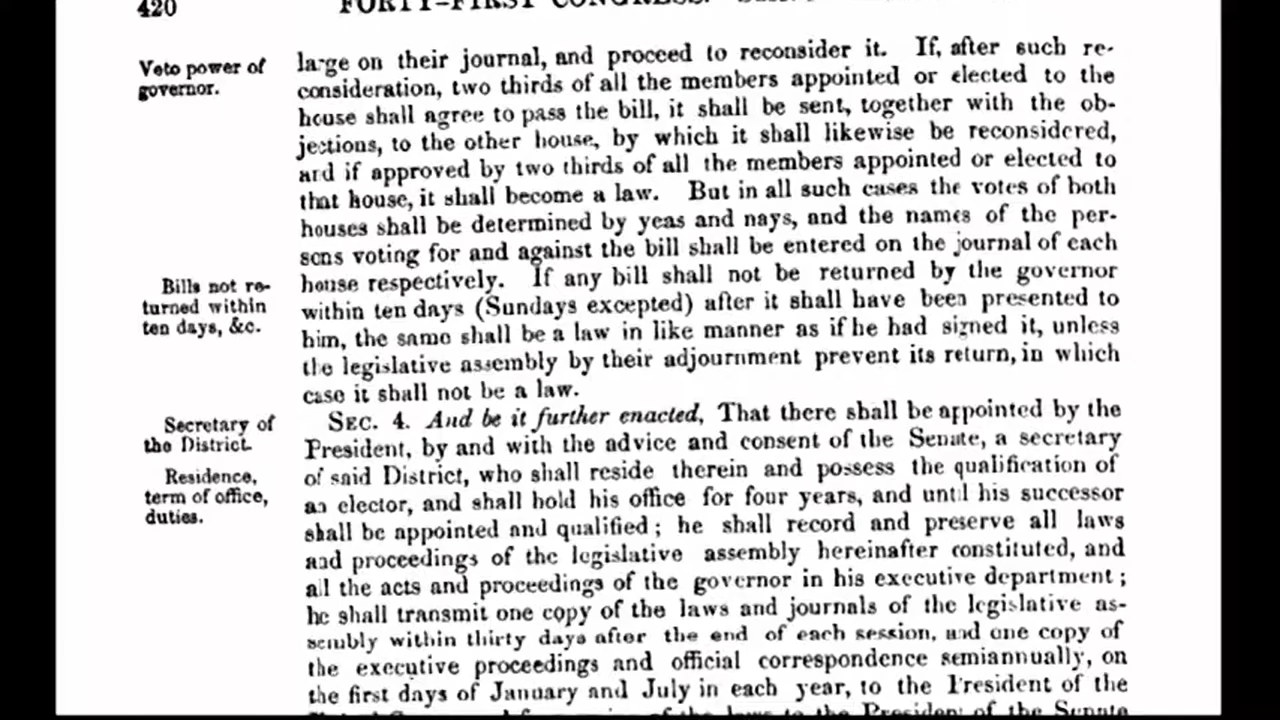 420
FORTY-FIRST CONGRESS.
Veto power of
governor.
large on their journal, and proceed to reconsider it. If, after such re-
consideration, two thirds of all the members appointed or elected to the
house shall agree to pass the bill, it shall be sent, together with the ob-
jections, to the other house, by which it shall likewise be reconsidered,
and if approved by two thirds of all the members appointed or elected to
that house, it shall become a law. But in all such cases the votes of both
houses shall be determined by yeas and nays, and the names of the per-
sons voting for and against the bill shall be entered on the journal of each
Bills not re-
turned within
ten days, &c.
house respectively. If any bill shall not be returned by the governor
within ten days (Sundays excepted) after it shall have been presented to
him, the same shall be a law in like manner as if he had signed it, unless
the legislative assembly by their adjournment prevent its return, in which
case it shall not be a law.
Secretary of
the District.
Residence,
term of office,
duties.
SEC. 4. And be it further enacted, That there shall be appointed by the
President, by and with the advice and consent of the Senate, a secretary
of said District, who shall reside therein and possess the qualification of
an elector, and shall hold his office for four years, and until his successor
shall be appointed and qualified; he shall record and preserve all laws
and proceedings of the legislative assembly hereinafter constituted, and
all the acts and proceedings of the governor in his executive department;
he shall transmit one copy of the laws and journals of the legislative as-
sembly within thirty days after the end of each session, and one copy of
the executive proceedings and official correspondence semiannually, on
the first days of January and July in each year, to the President of the
of the laws to the President of the Senate